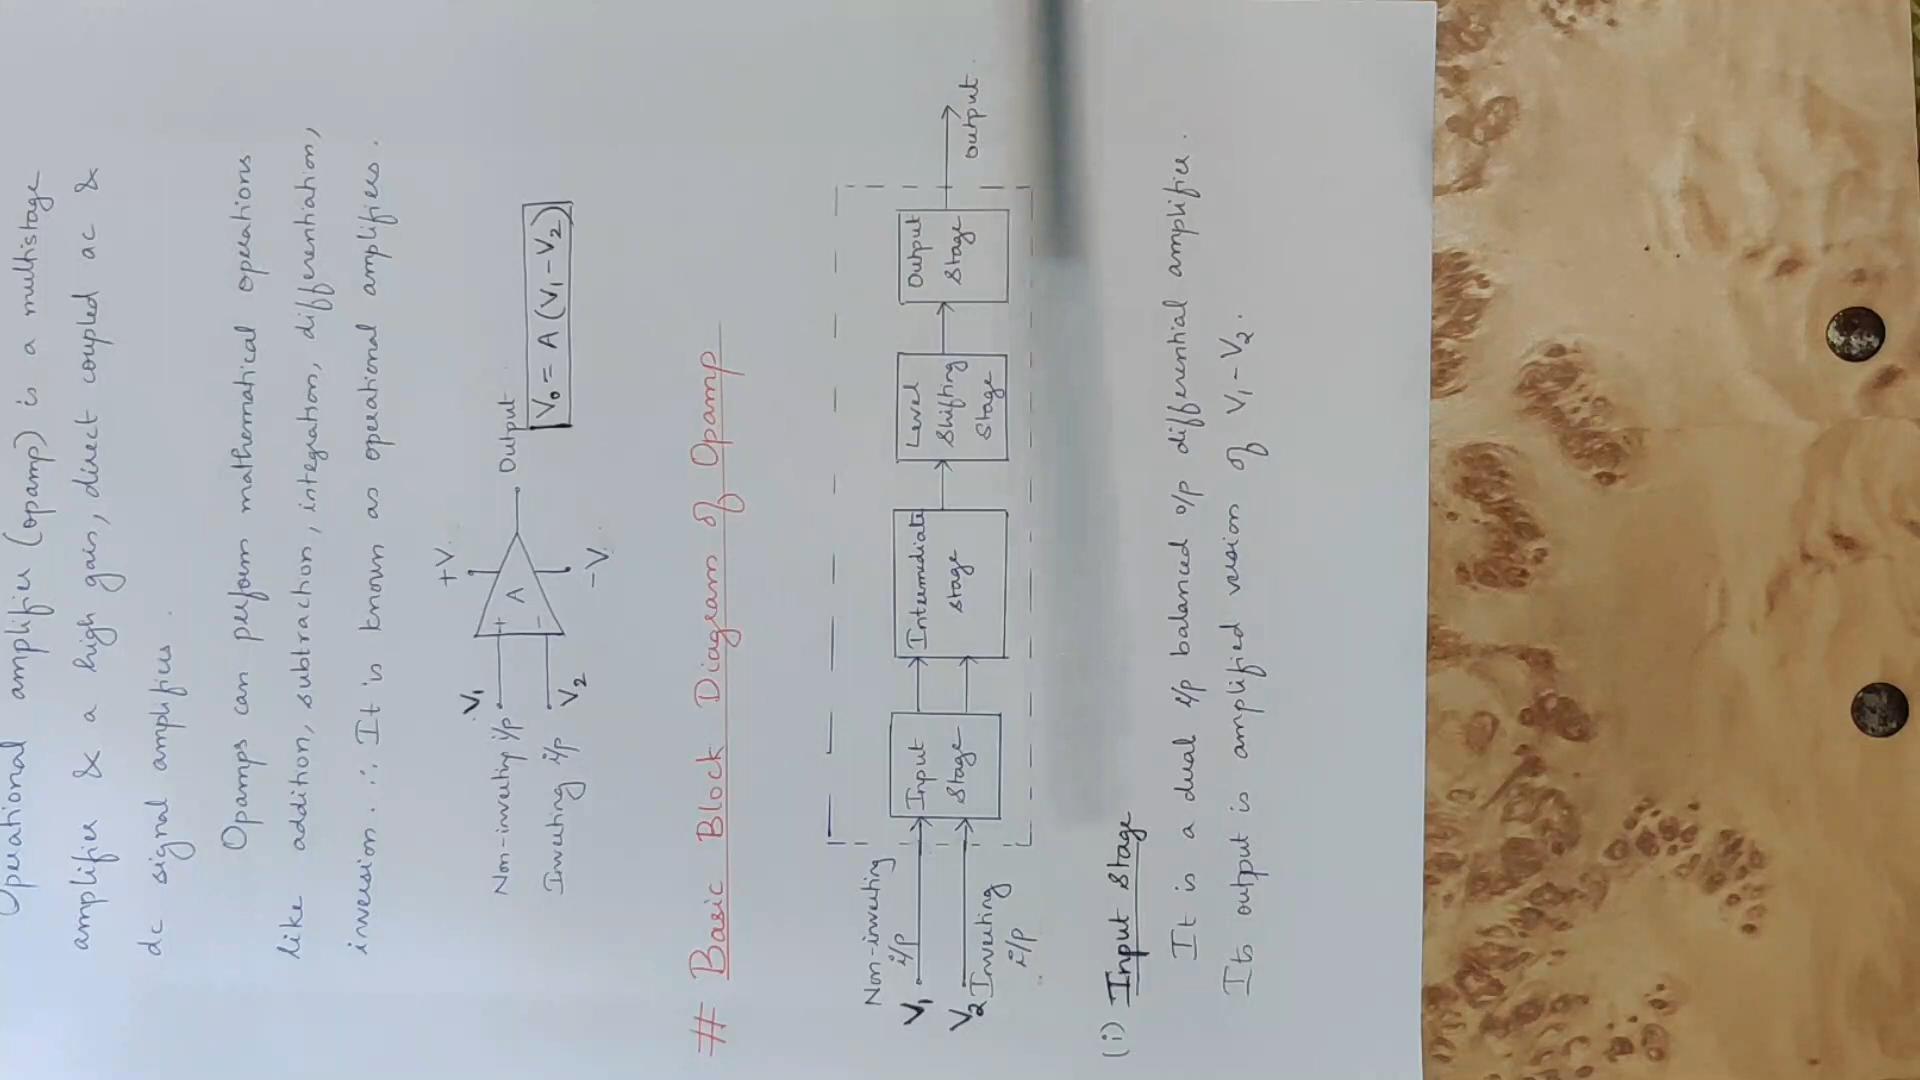 Operational amplifier (opamp) is a multistage
amplifier & a high gain, direct coupled ac &
dc signal amplifier.
Opamps can perform mathematical operations
like addition, subtraction, integration, differentiation,
inversion. ∴ It is known as operational amplifiers.
+V
V₁
Non-inverting i/p
+
A
Output
Inverting i/p
-
V₂
-V
V₀ = A (V₁ - V₂)
# Basic Block Diagram of Opamp
Non-inverting
i/p
V₁
V₂
Inverting
i/p
Input
Stage
Intermediate
Stage
Level
Shifting
Stage
Output
Stage
Output
(i) Input Stage
It is a dual i/p balanced o/p differential amplifier.
Its output is amplified version of V₁ - V₂.